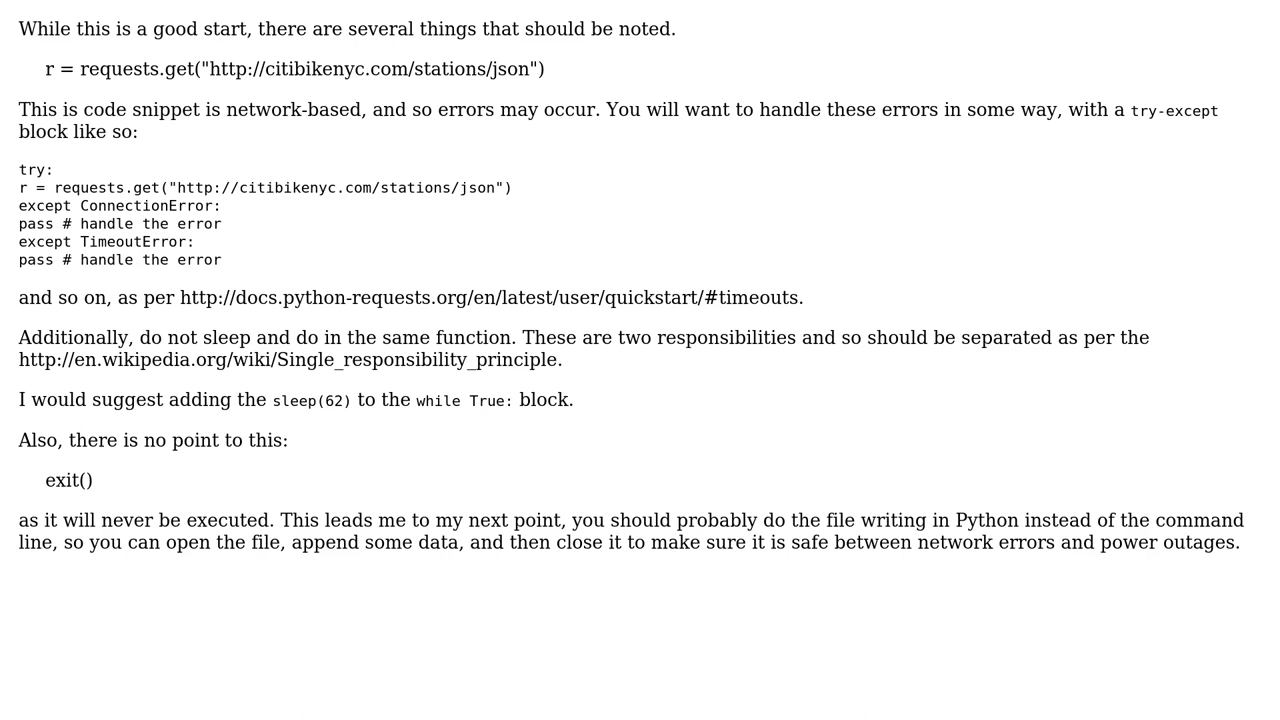 While this is a good start, there are several things that should be noted.
r = requests.get("http://citibikenyc.com/stations/json")
This is code snippet is network-based, and so errors may occur. You will want to handle these errors in some way, with a try-except
block like so:
try:
r = requests.get("http://citibikenyc.com/stations/json")
except ConnectionError:
pass # handle the error
except TimeoutError:
pass # handle the error
and so on, as per http://docs.python-requests.org/en/latest/user/quickstart/#timeouts.
Additionally, do not sleep and do in the same function. These are two responsibilities and so should be separated as per the
http://en.wikipedia.org/wiki/Single_responsibility_principle.
I would suggest adding the sleep(62) to the while True: block.
Also, there is no point to this:
exit()
as it will never be executed. This leads me to my next point, you should probably do the file writing in Python instead of the command
line, so you can open the file, append some data, and then close it to make sure it is safe between network errors and power outages.